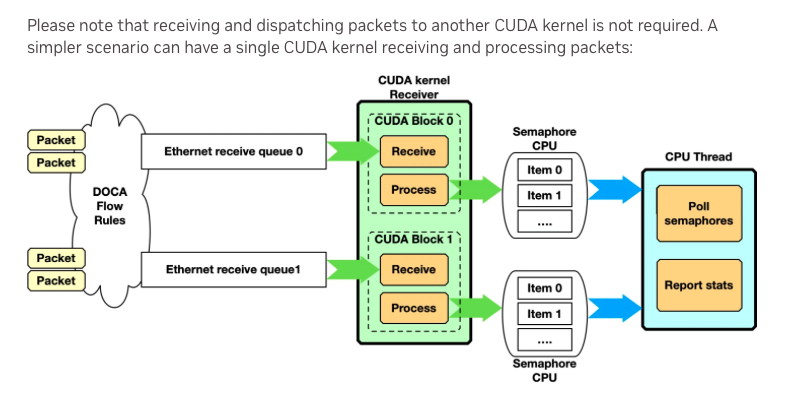 Please note that receiving and dispatching packets to another CUDA kernel is not required. A
simpler scenario can have a single CUDA kernel receiving and processing packets:
CUDA kernel
Receiver
Packet
Packet
DOCA
Flow
Rules
Ethernet receive queue 0
CUDA Block 0
Receive
Process
Semaphore
CPU
Item 0
Item 1
....
CPU Thread
Poll
semaphores
Report stats
Packet
Packet
Ethernet receive queue1
CUDA Block 1
Receive
Process
Item 0
Item 1
....
Semaphore
CPU